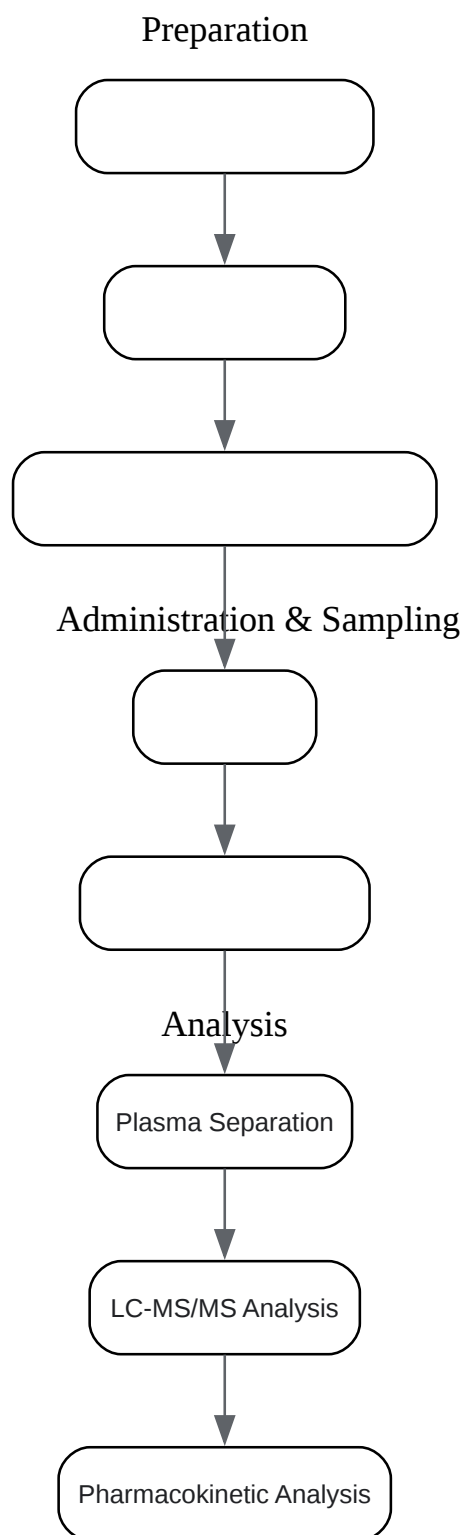 Preparation
Administration & Sampling
Analysis
Plasma Separation
LC-MS/MS Analysis
Pharmacokinetic Analysis